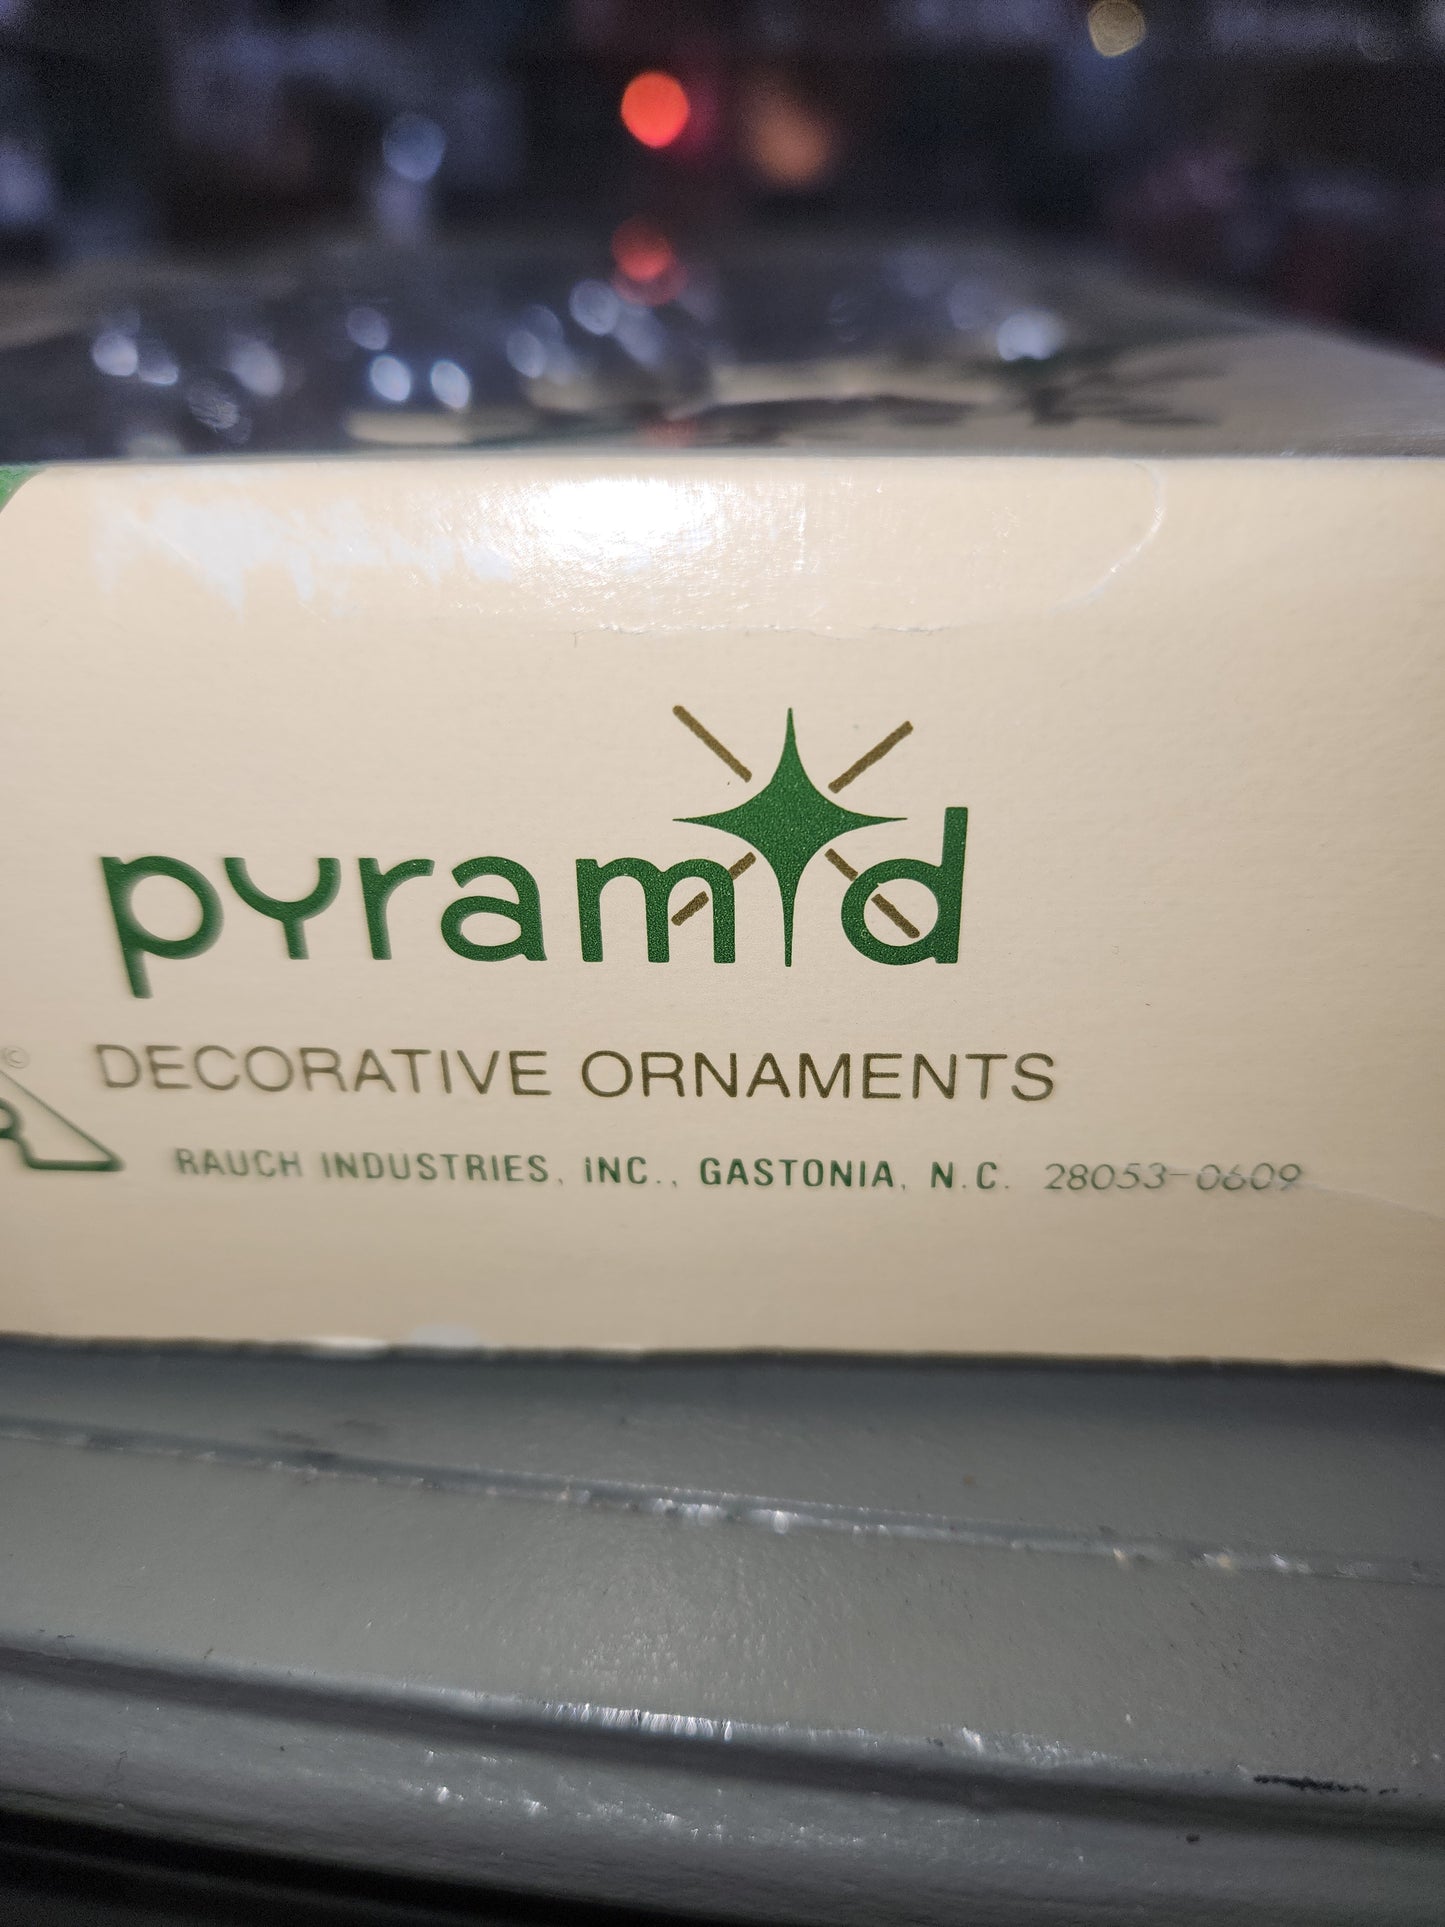 pyramid
©
DECORATIVE ORNAMENTS
R
RAUCH INDUSTRIES, INC., GASTONIA, N.C. 28053-0609